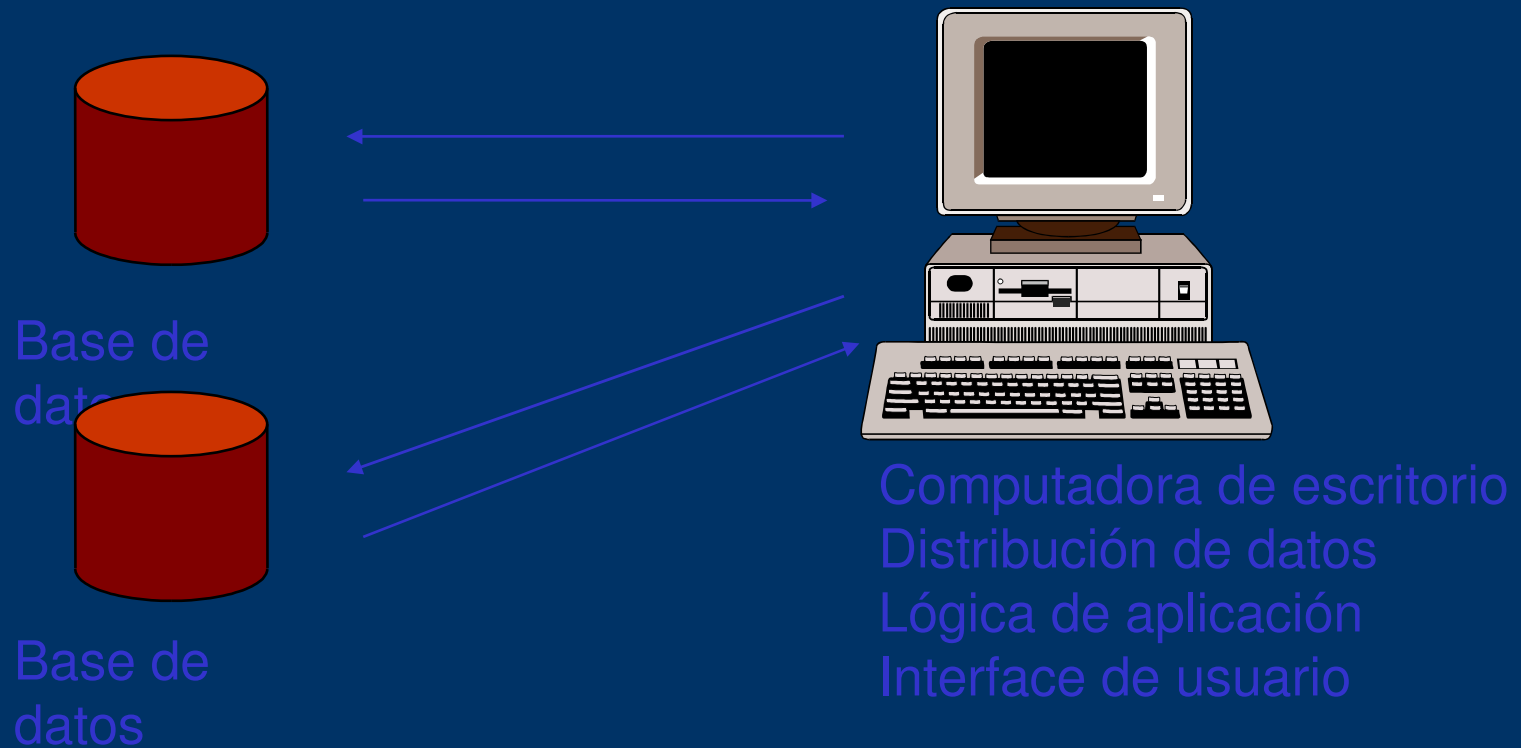 Base de
Base de
datos
Computadora de escritorio
Distribución de datos
Lógica de aplicación
Interface de usuario